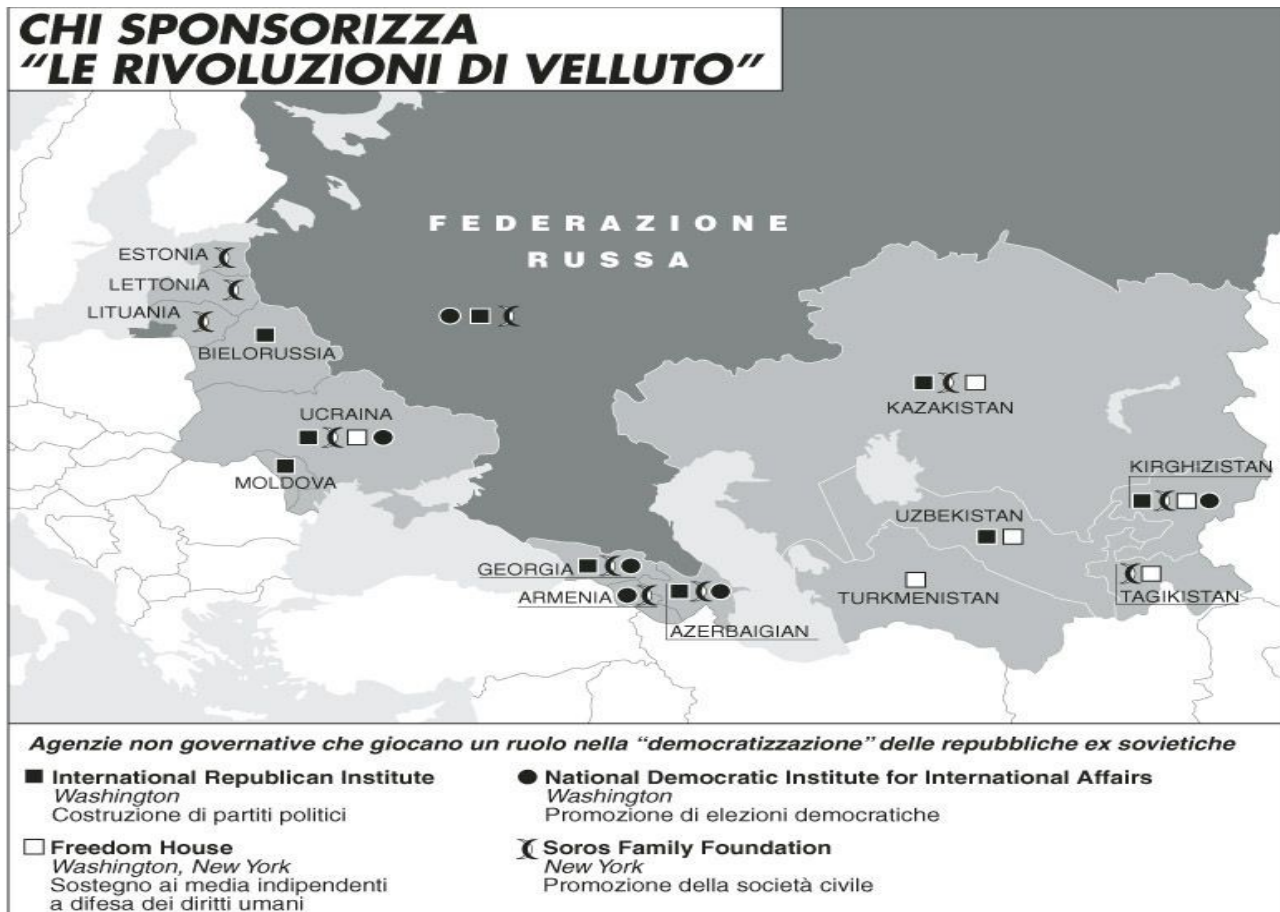 CHI SPONSORIZZA
“LE RIVOLUZIONI DI VELLUTO”
FEDERAZIONE
RUSSA
ESTONIA
LETTONIA
LITUANIA
BIELORUSSIA
UCRAINA
MOLDOVA
KAZAKISTAN
KIRGHIZISTAN
UZBEKISTAN
GEORGIA
ARMENIA
AZERBAIGIAN
TURKMENISTAN
TAGIKISTAN
Agenzie non governative che giocano un ruolo nella “democratizzazione” delle repubbliche ex sovietiche
International Republican Institute
Washington
Costruzione di partiti politici
Freedom House
Washington, New York
Sostegno ai media indipendenti
a difesa dei diritti umani
National Democratic Institute for International Affairs
Washington
Promozione di elezioni democratiche
Soros Family Foundation
New York
Promozione della società civile